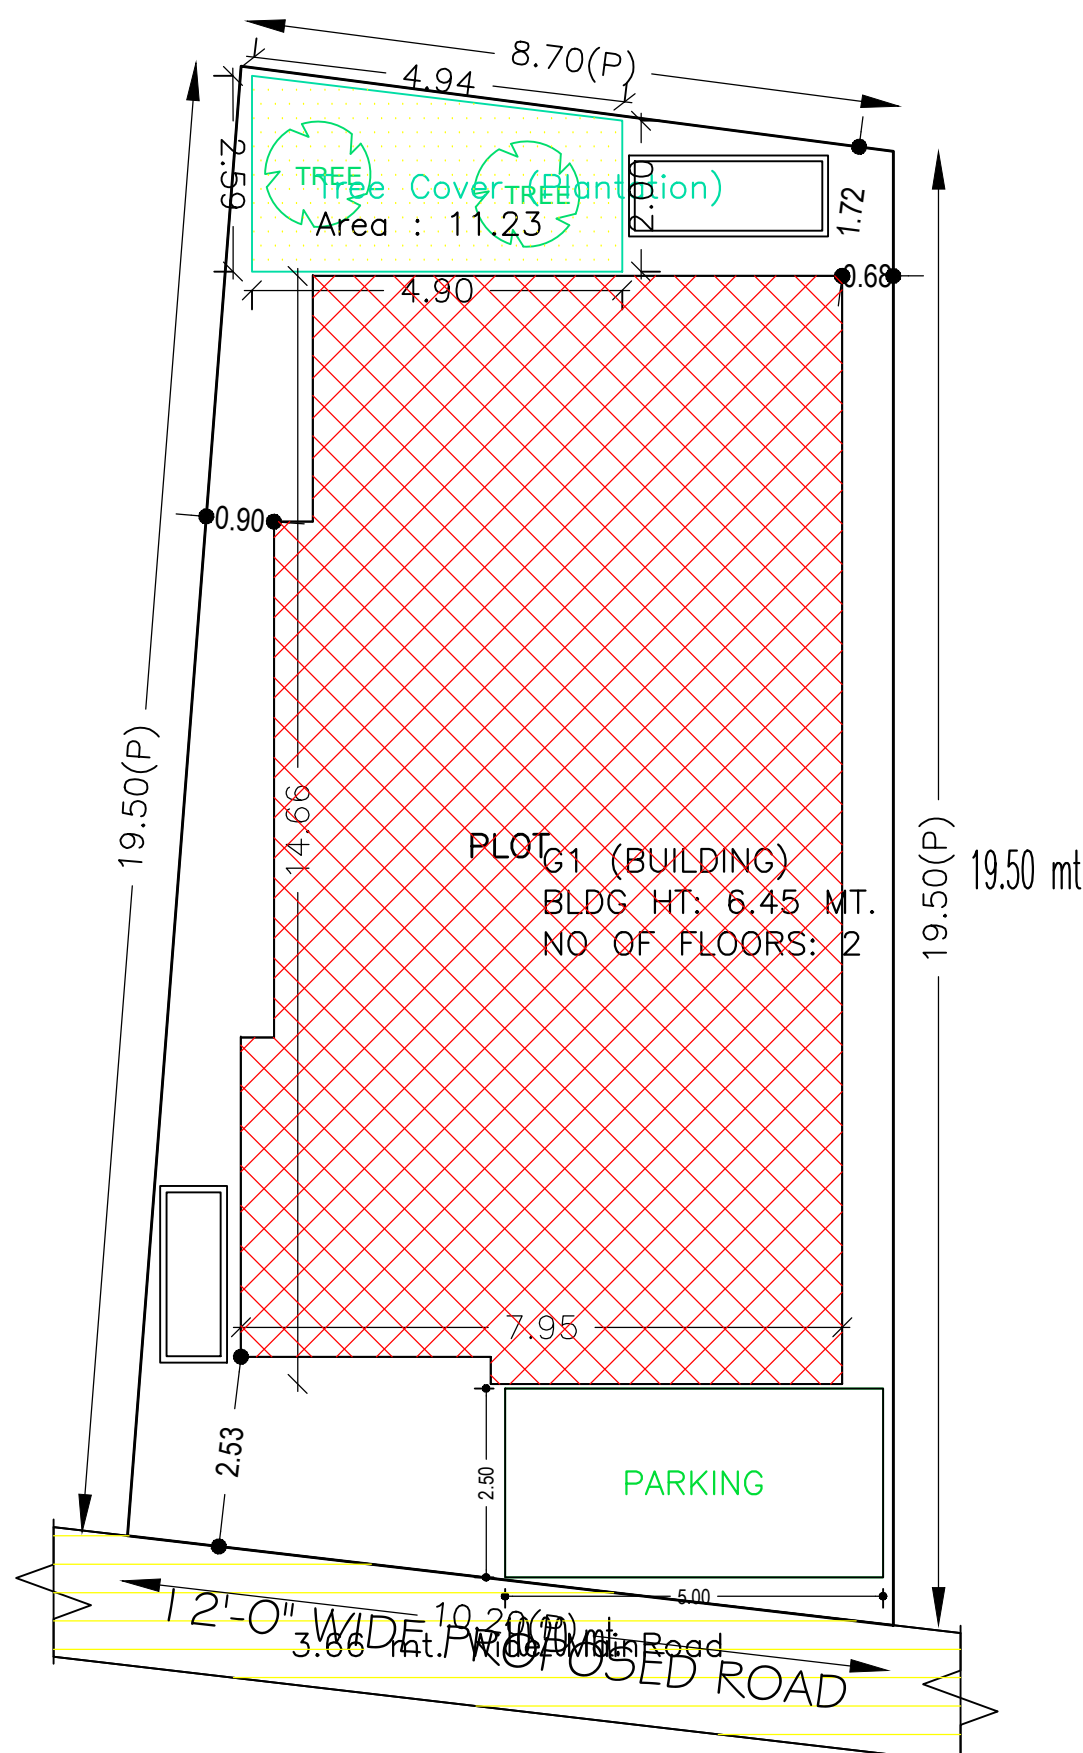 8.70(P)
4.94
2.59
TREE
TREE
Tree Cover (Plantation)
Area : 11.23
2.00
1.72
0.68
4.90
0.90
19.50(P)
14.66
PLOT
G1 (BUILDING)
BLDG HT: 6.45 MT.
NO OF FLOORS: 2
19.50(P)
19.50 mt
7.95
2.53
2.50
PARKING
5.00
10.20(P)
12'-0" WIDE PROPOSED ROAD
3.66 mt. Wide Main Road